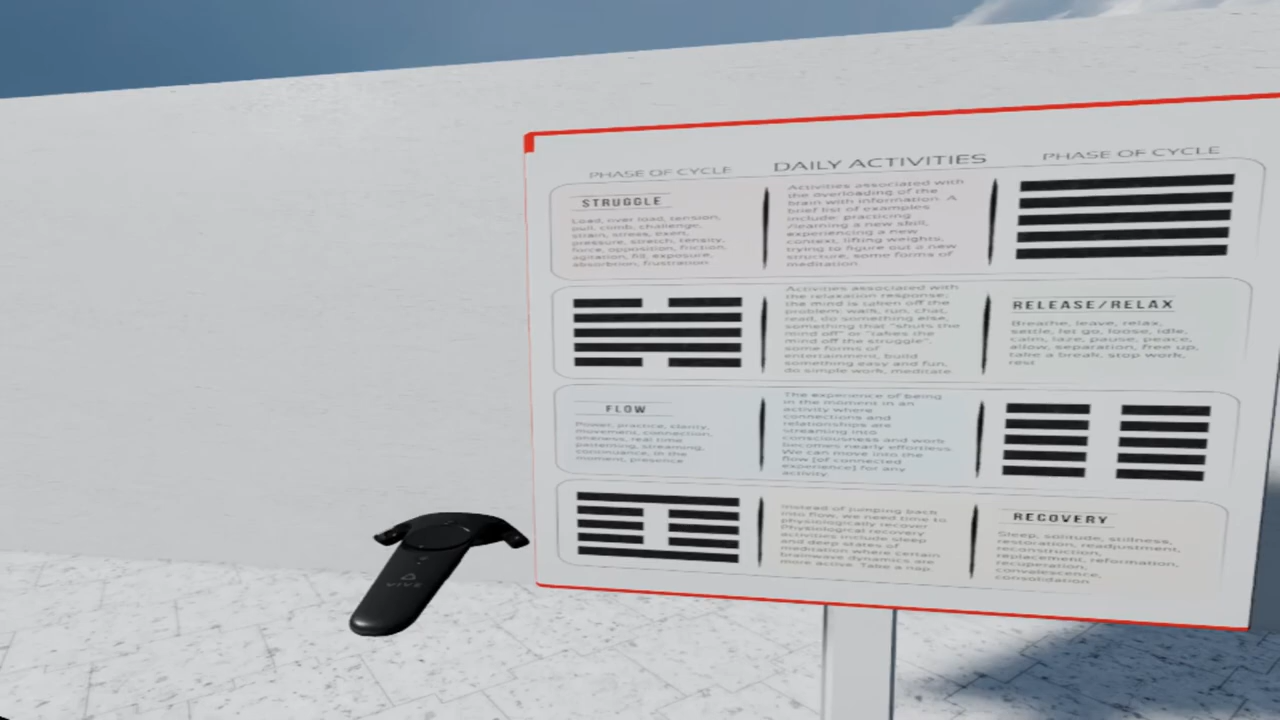 PHASE OF CYCLE
DAILY ACTIVITIES
PHASE OF CYCLE
STRUGGLE
Load, over load, tension,
pull, comb, challenge,
strain, stress, exert,
pressure, stretch, tensity,
force, opposition, friction,
agitation, fill, exposure,
absorbtion, frustration
Activities associated with
the overloading of the
brain with information. A
brief list of examples
include: practicing
/learning a new skill,
experiencing a new
context, lifting weights,
trying to figure out a new
structure, some forms of
meditation.
Activities associated with
the relaxation response;
the mind is taken off the
problem: walk, run, chat,
read, do something else,
something that "shuts the
mind off" or "takes the
mind off the struggle",
some forms of
entertainment, build
something easy and fun,
do simple work, meditate.
RELEASE/RELAX
Breathe, leave, relax,
settle, let go, loose, idle,
calm, laze, pause, peace,
allow, separation, free up,
take a break, stop work,
rest
FLOW
Power, practice, clarity,
movement, connection,
oneness, real time
patterning, streaming,
continuance, in the
moment, presence
The experience of being
in the moment in an
activity where
connections and
relationships are
streaming into
consciousness and work
becomes nearly effortless.
We can move into the
flow [of connected
experience] for any
activity.
Instead of jumping back
into flow, we need time to
physiologically recover.
Physiological recovery
activities include sleep
and deep states of
meditation where certain
brainwave dynamics are
more active. Take a nap.
RECOVERY
Sleep, solitude, stillness,
restoration, readjustment,
reconstruction,
replacement, reformation,
recuperation,
convalescence,
consolidation
VIVE